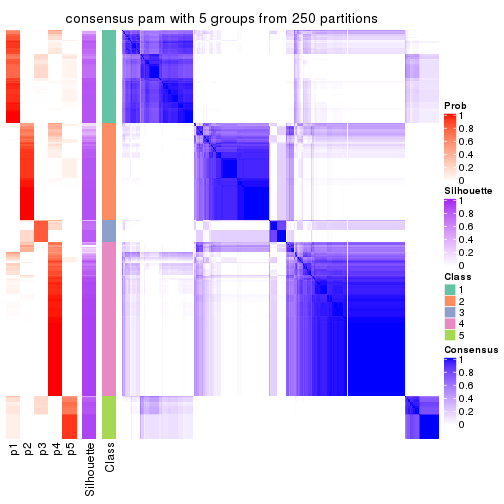 consensus pam with 5 groups from 250 partitions
Prob
1
0.8
0.6
0.4
0.2
0
Silhouette
1
0.8
0.6
0.4
0.2
0
Class
1
2
3
4
5
Consensus
1
0.8
0.6
0.4
0.2
0
p1
p2
p3
p4
p5
Silhouette
Class